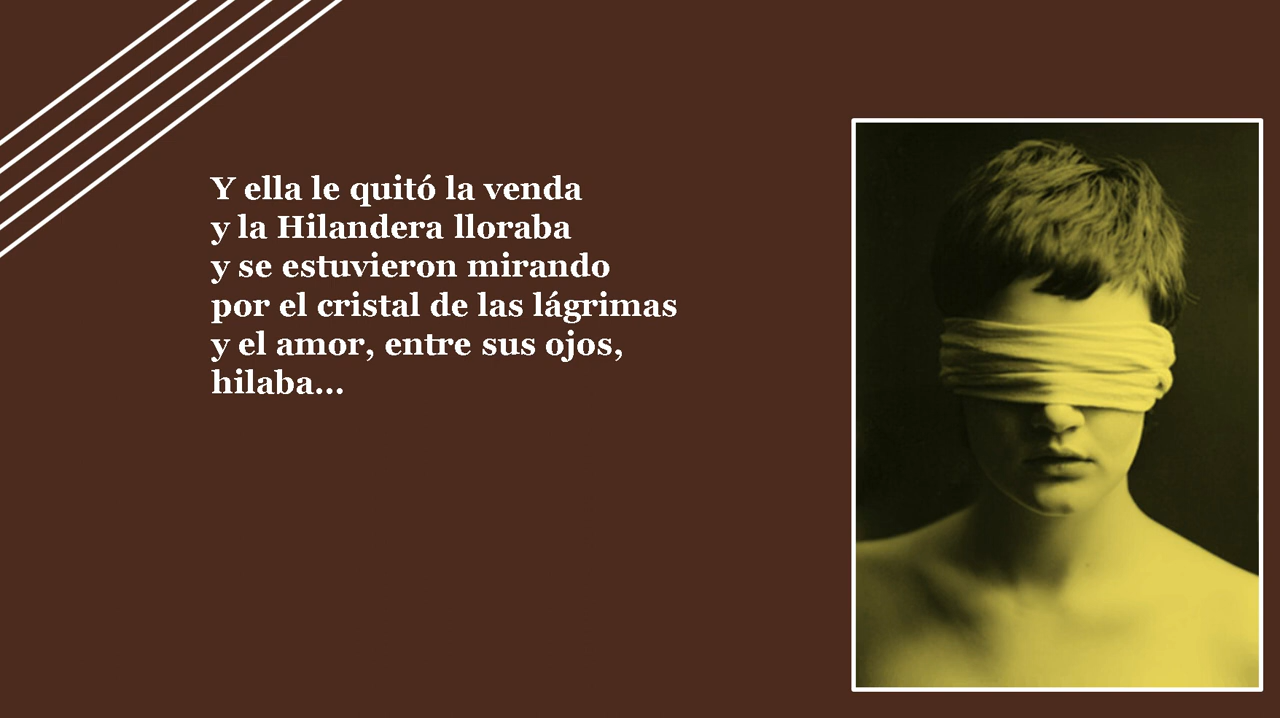 Y ella le quitó la venda
y la Hilandera lloraba
y se estuvieron mirando
por el cristal de las lágrimas
y el amor, entre sus ojos,
hilaba...